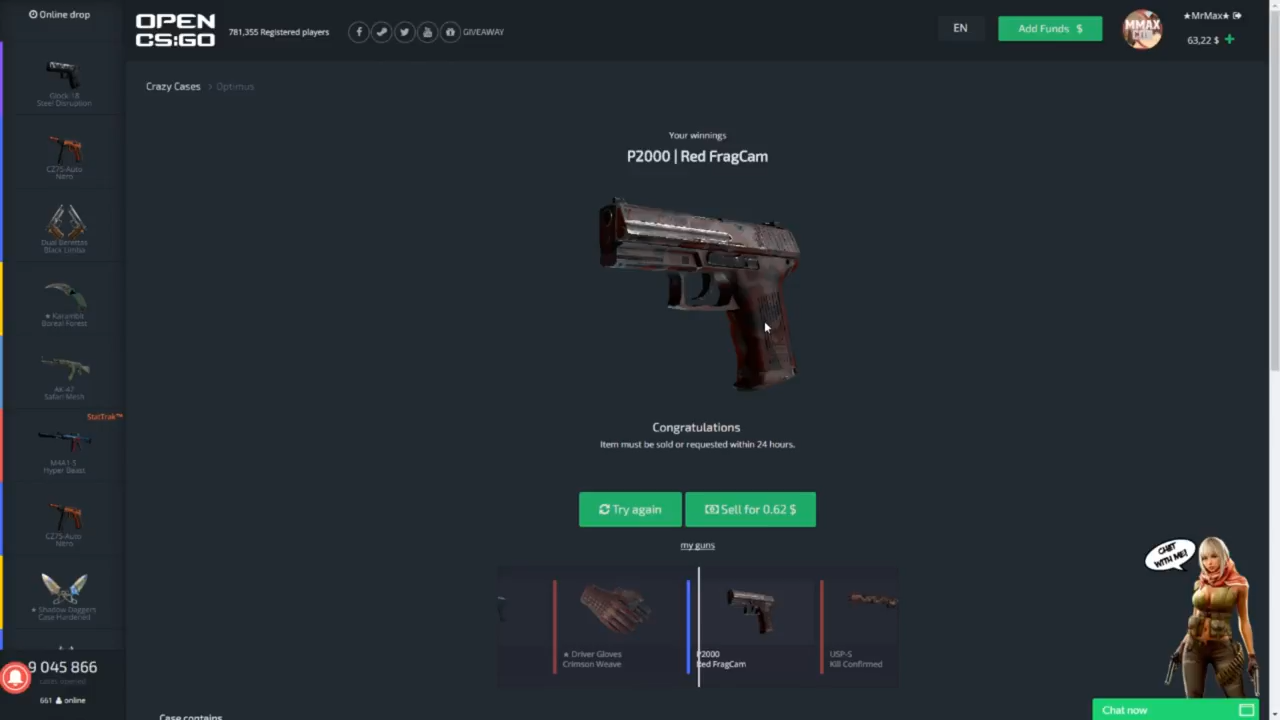 Online drop
OPEN
CS:GO
781,355 Registered players
GIVEAWAY
EN
Add Funds $
MMAX
★MrMax★
63,22 $
Crazy Cases
Optimus
Glock-18
Steel Disruption
CZ75-Auto
Nitro
Dual Berettas
Black Limba
★ Karambit
Boreal Forest
AK-47
Safari Mesh
StatTrak™
M4A1-S
Hyper Beast
CZ75-Auto
Nitro
★ Shadow Daggers
Case Hardened
9 045 866
cases opened
661 online
Your winnings
P2000 | Red FragCam
Congratulations
Item must be sold or requested within 24 hours.
Try again
Sell for 0.62 $
my guns
★ Driver Gloves
Crimson Weave
P2000
Red FragCam
USP-S
Kill Confirmed
Case contains
CHAT
WITH ME!
Chat now